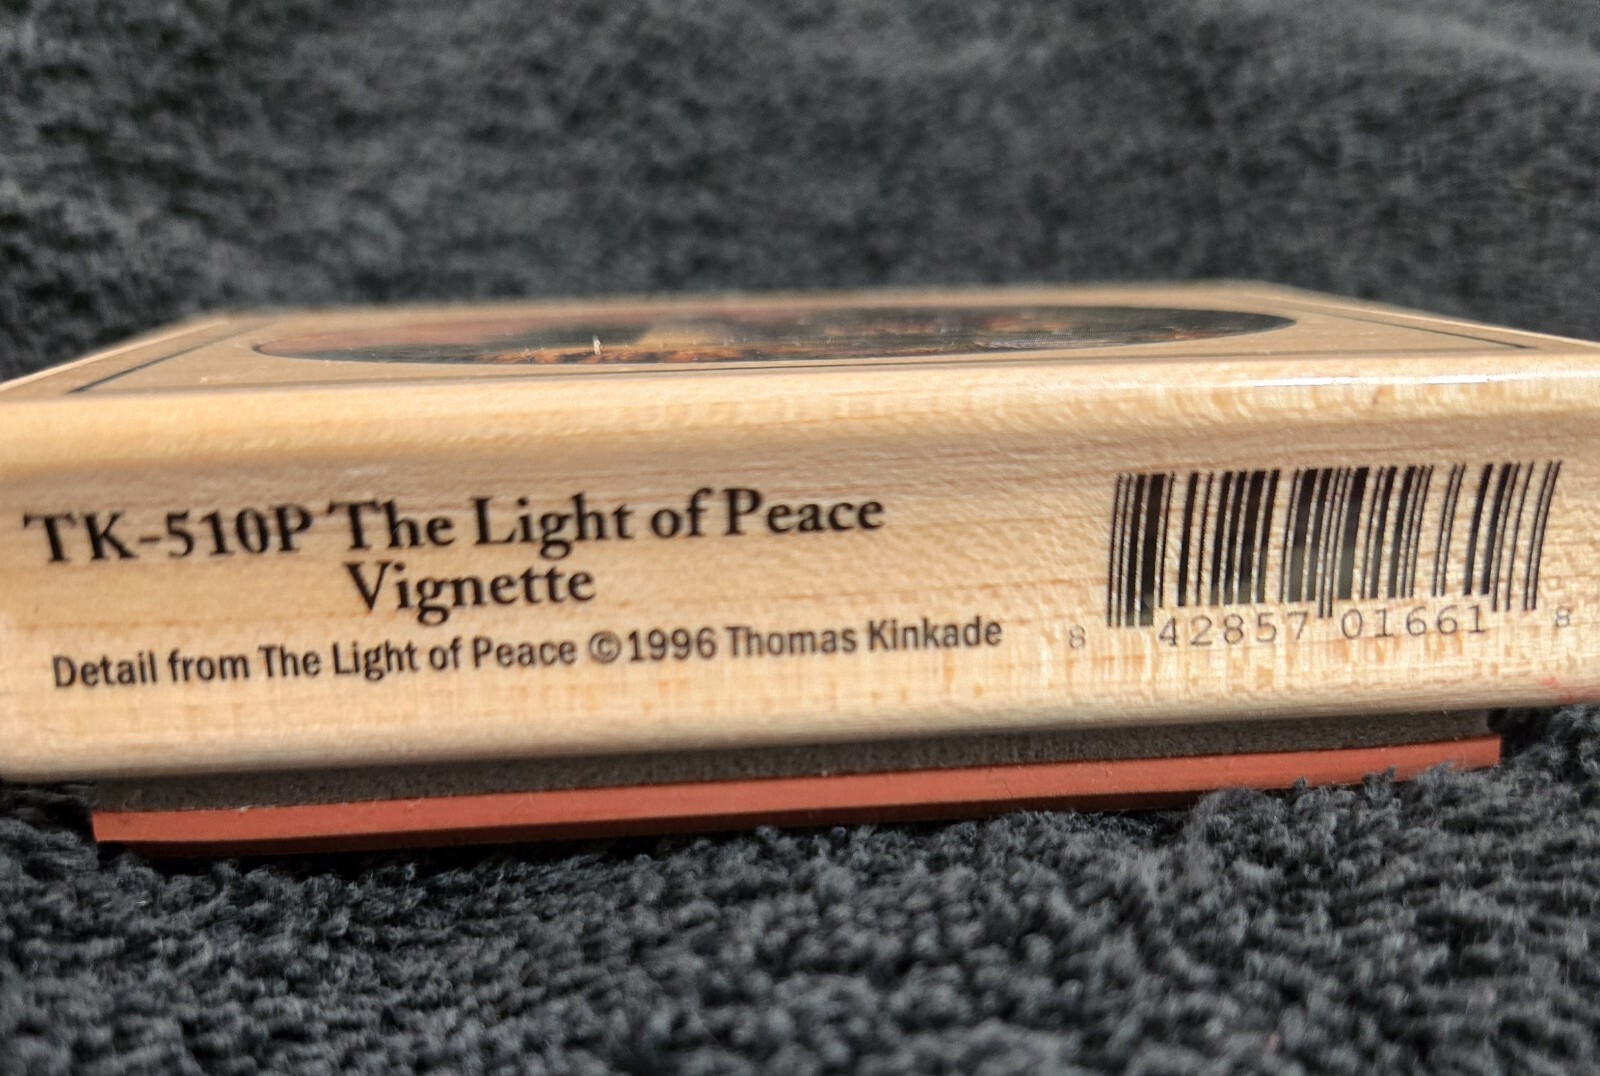 TK-510P The Light of Peace
Vignette
Detail from The Light of Peace ©1996 Thomas Kinkade
8 42857 01661 8